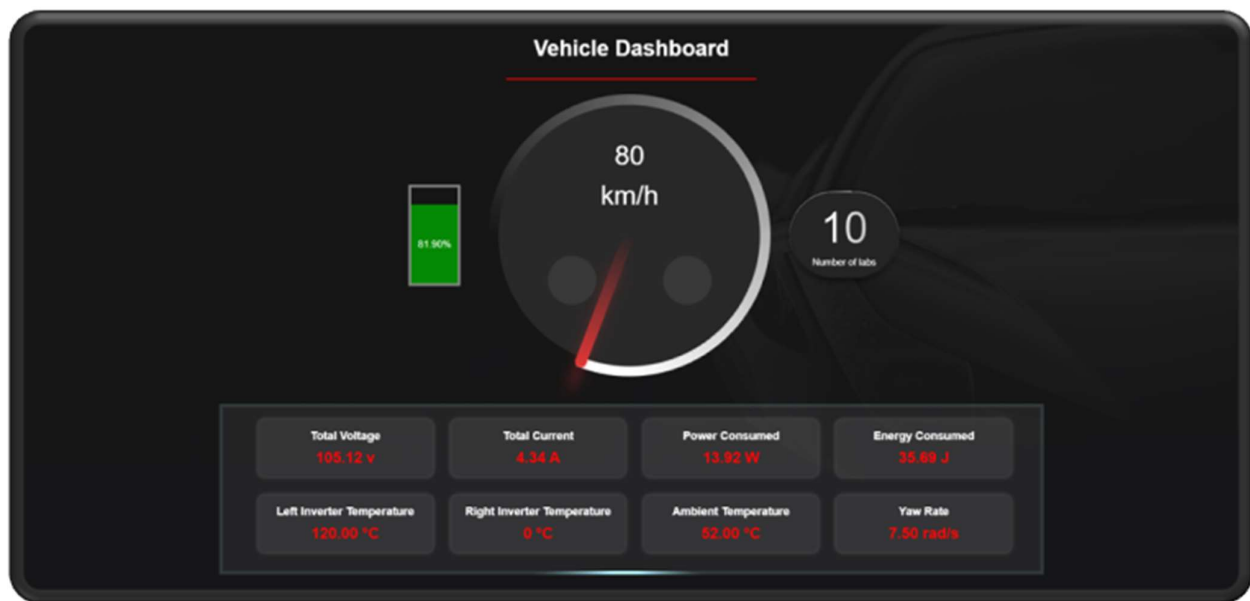 Vehicle Dashboard
80
km/h
81.90%
10
Number of labs
Total Voltage
105.12 v
Total Current
4.34 A
Power Consumed
13.92 W
Energy Consumed
35.69 J
Left Inverter Temperature
120.00 °C
Right Inverter Temperature
0 °C
Ambient Temperature
52.00 °C
Yaw Rate
7.50 rad/s